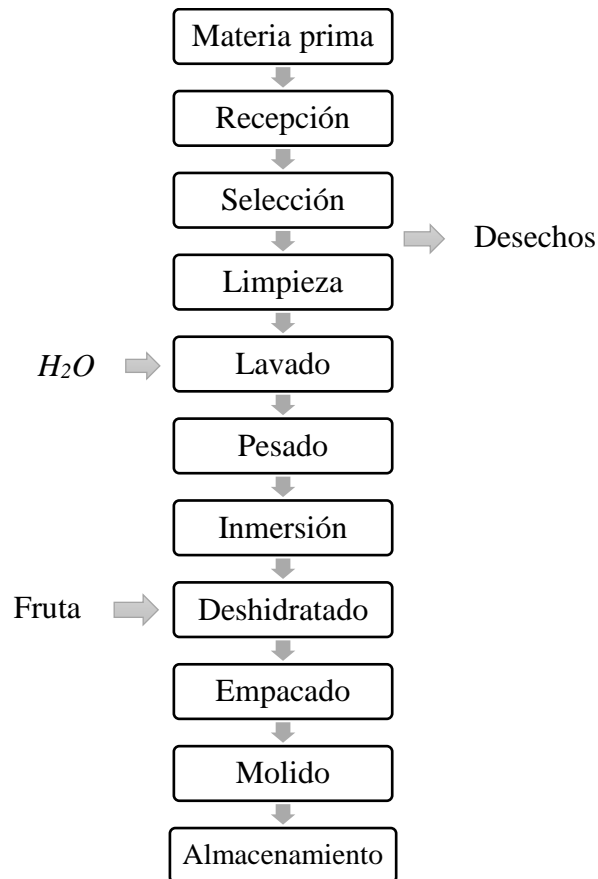 Materia prima
Recepción
Selección
Desechos
Limpieza
H₂O
Lavado
Pesado
Inmersión
Fruta
Deshidratado
Empacado
Molido
Almacenamiento